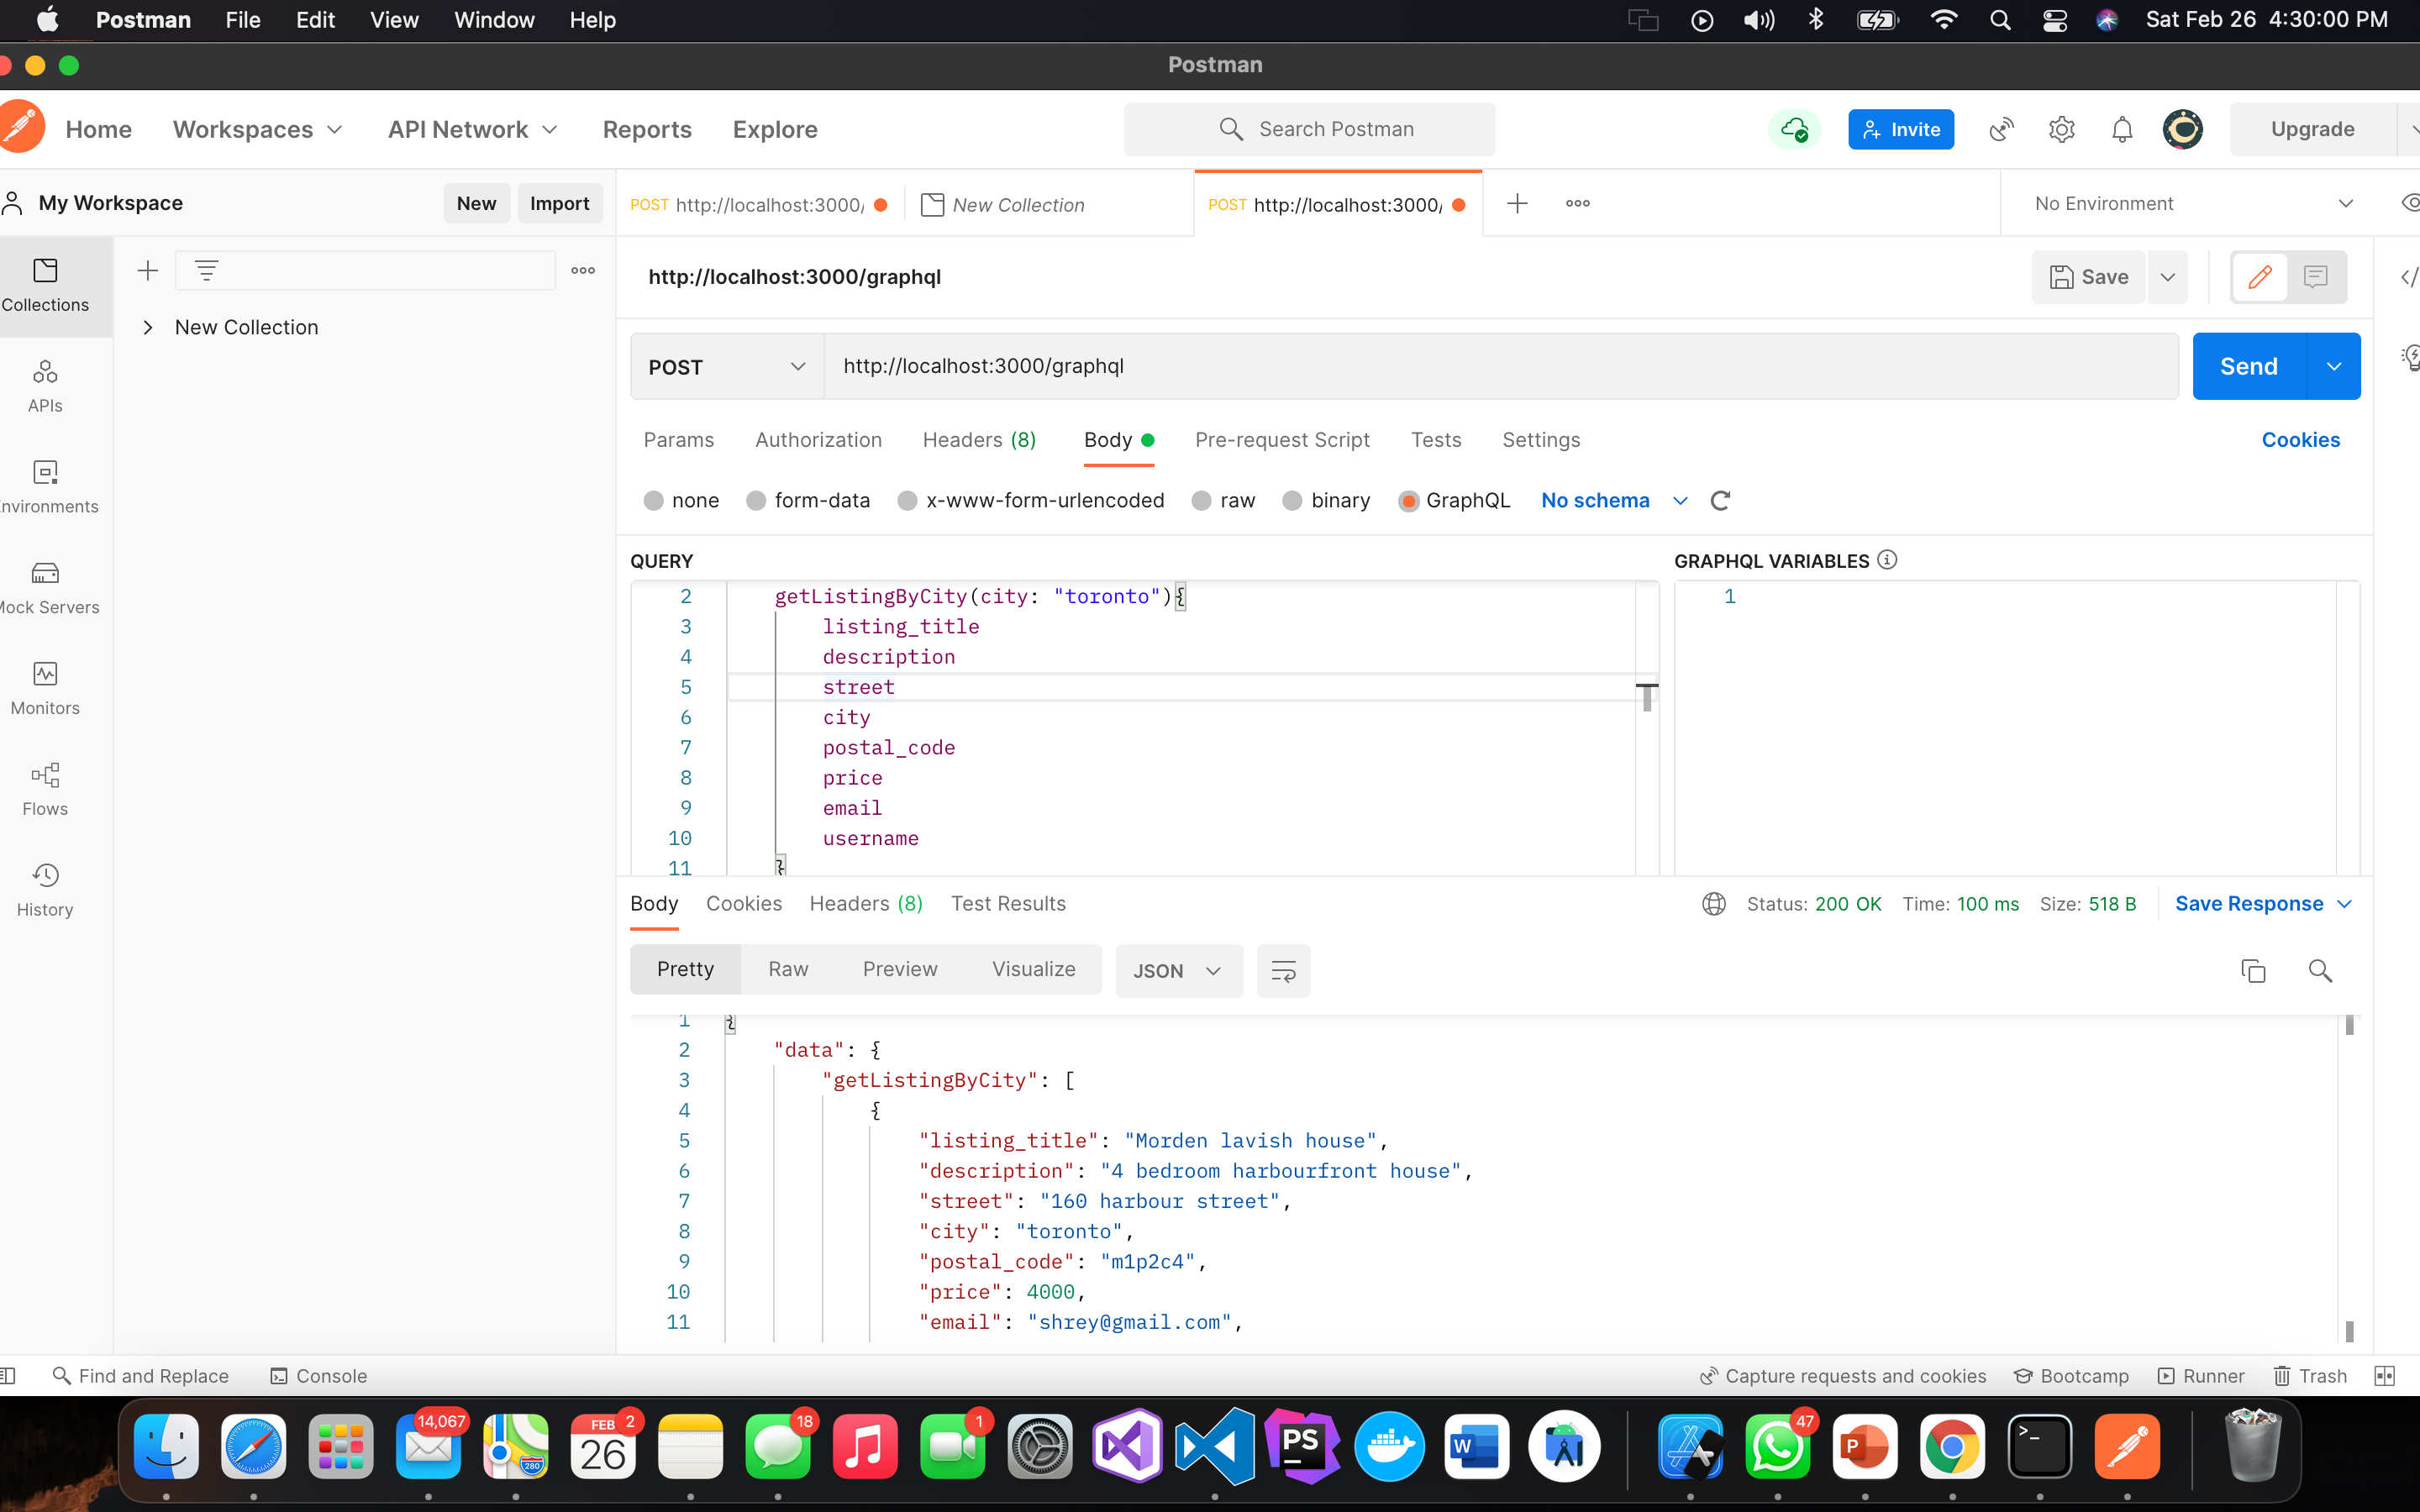 Postman File Edit View Window Help Sat Feb 26 4:30:00 PM
Postman
Home Workspaces API Network Reports Explore Search Postman Invite Upgrade
My Workspace New Import POST http://localhost:3000/ New Collection POST http://localhost:3000/ No Environment
Collections
New Collection
APIs
nvironments
Mock Servers
Monitors
Flows
History
http://localhost:3000/graphql Save
POST http://localhost:3000/graphql Send
Params Authorization Headers (8) Body Pre-request Script Tests Settings Cookies
none form-data x-www-form-urlencoded raw binary GraphQL No schema
QUERY GRAPHQL VARIABLES
2 getListingByCity(city: "toronto"){ 1
3 listing_title
4 description
5 street
6 city
7 postal_code
8 price
9 email
10 username
11 }
Body Cookies Headers (8) Test Results Status: 200 OK Time: 100 ms Size: 518 B Save Response
Pretty Raw Preview Visualize JSON
1 {
2 "data": {
3 "getListingByCity": [
4 {
5 "listing_title": "Morden lavish house",
6 "description": "4 bedroom harbourfront house",
7 "street": "160 harbour street",
8 "city": "toronto",
9 "postal_code": "m1p2c4",
10 "price": 4000,
11 "email": "shrey@gmail.com",
Find and Replace Console Capture requests and cookies Bootcamp Runner Trash
14,067 280 FEB 2 26 18 1 PS W 47 P >_